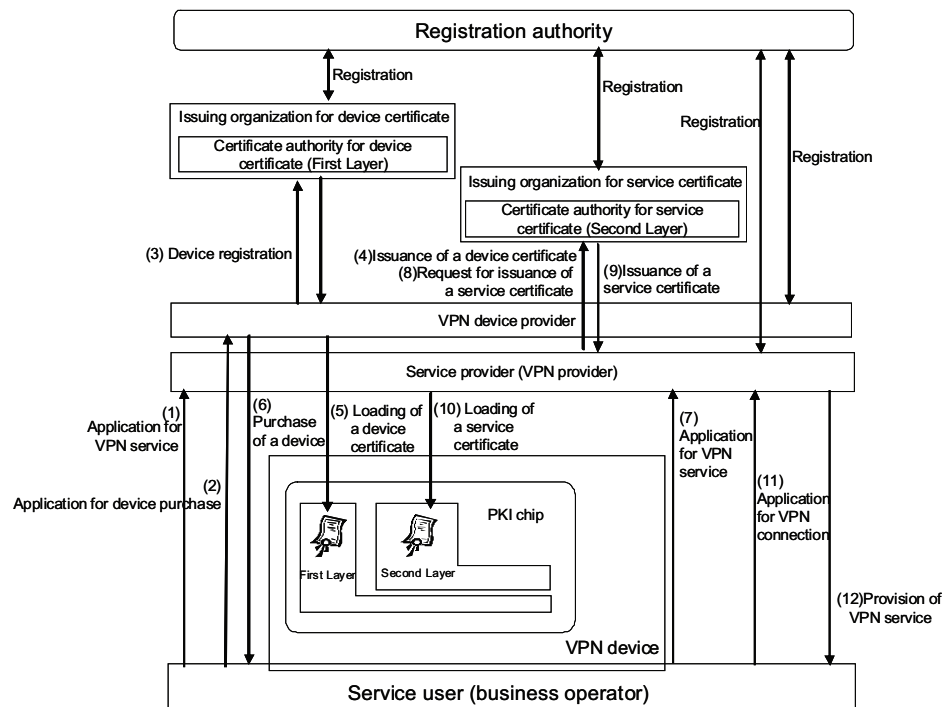 Registration authority
Registration
Registration
Registration
Registration
Issuing organization for device certificate
Certificate authority for device
certificate (First Layer)
Issuing organization for service certificate
Certificate authority for service
certificate (Second Layer)
(3) Device registration
(4)Issuance of a device certificate
(8)Request for issuance of
a service certificate
(9)Issuance of a
service certificate
VPN device provider
Service provider (VPN provider)
(1)
Application for
VPN service
(2)
Application for device purchase
(6)
Purchase
of a device
(5) Loading of
a device
certificate
(10) Loading of
a service
certificate
(7)
Application
for VPN
service
(11)
Application
for VPN
connection
(12)Provision of
VPN service
PKI chip
First Layer
Second Layer
VPN device
Service user (business operator)